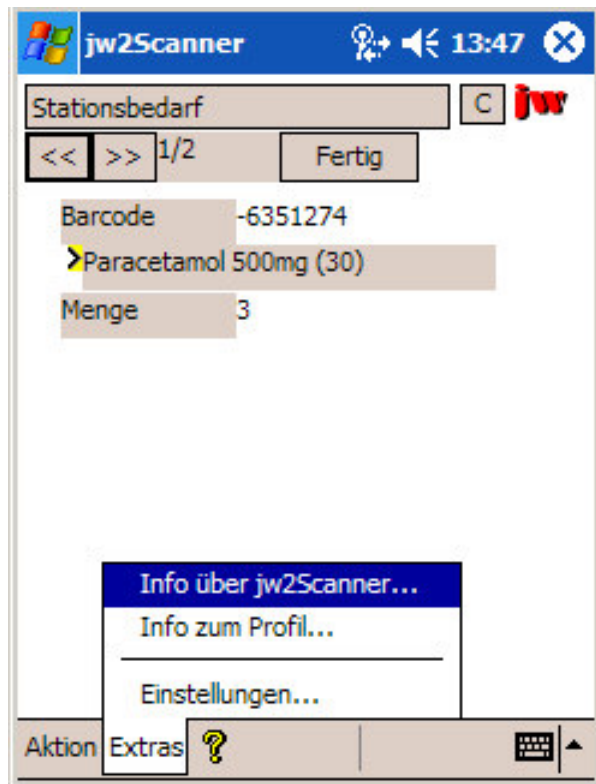 jw2Scanner 13:47
Stationsbedarf C jw
<< >> 1/2 Fertig
Barcode -6351274
>Paracetamol 500mg (30)
Menge 3
Info über jw2Scanner...
Info zum Profil...
Einstellungen...
Aktion Extras ?